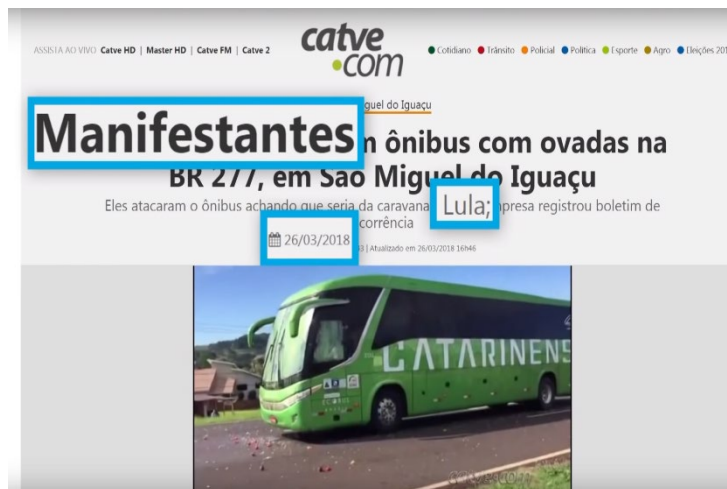 catve
.com
ASSISTA AO VIVO Catve HD | Master HD | Catve FM | Catve 2
Cotidiano Trânsito Policial Política Esporte Agro Eleições 201
guel do Iguaçu
Manifestantes ônibus com ovadas na
BR 277, em São Miguel do Iguaçu
Eles atacaram o ônibus achando que seria da caravana Lula; presa registrou boletim de
corrência
26/03/2018 | Atualizado em 26/03/2018 16h46
CATARINENS